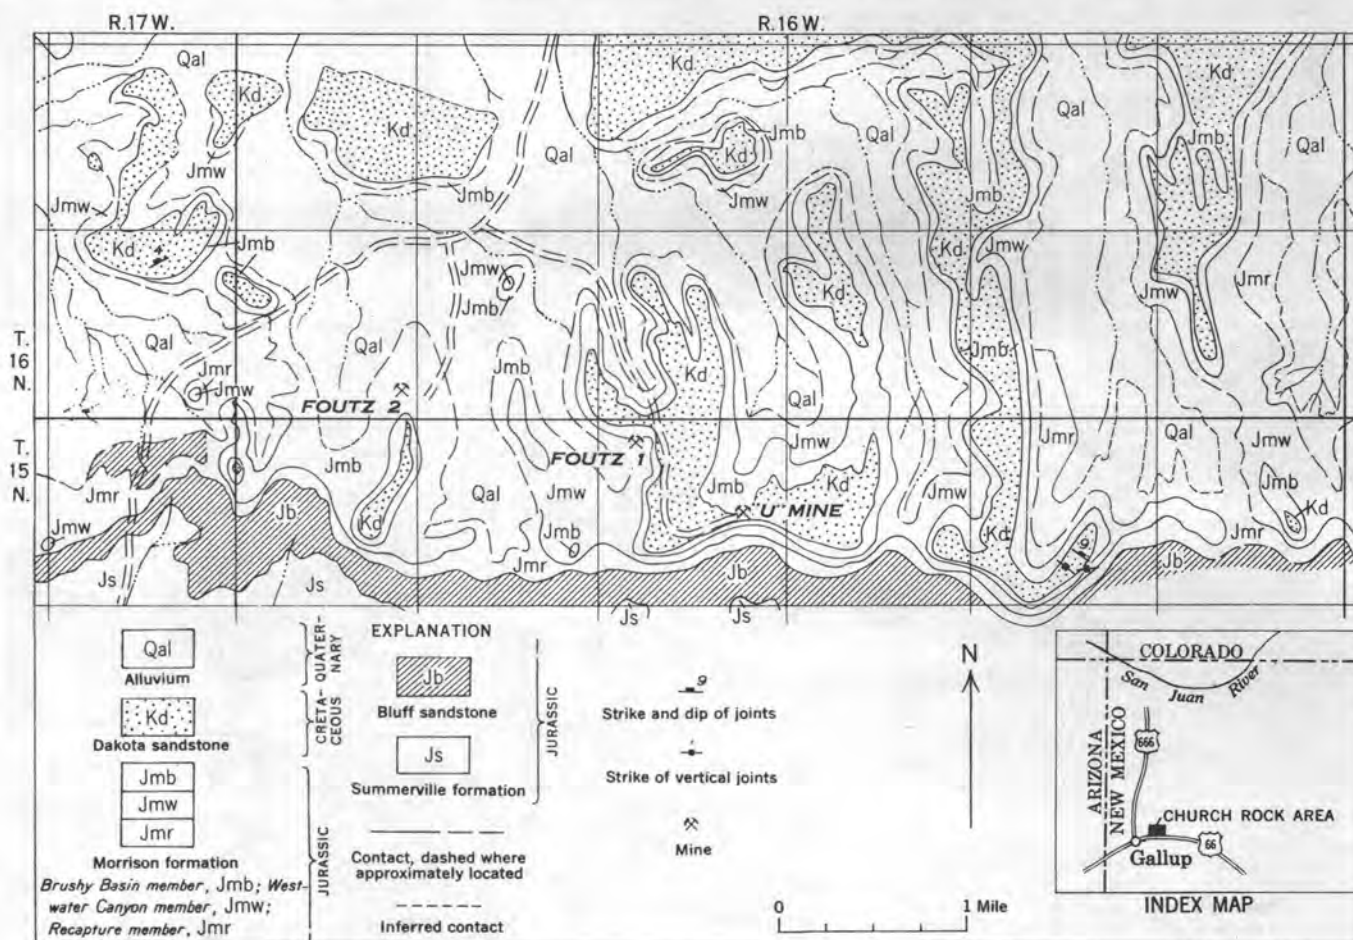 R.17 W.
R.16 W.
Qal
Kd
Kd
Qal
Kd
Jmb
Kd
Qal
Qal
Kd
Jmb
Qal
Jmw
Jmw
Jmb
Jmw
Jmb
Kd
4
Jmb
Jmw
Jmb
Kd
Jmw
Kd
Jmw
Jmr
T.
16
N.
Qal
Jmr
Jmw
Qal
Jmb
Kd
Qal
Jmb
FOUTZ 2
T.
15
N.
Jmr
Jmw
Jmb
Kd
Jb
Js
Js
Qal
FOUTZ 1
Jmw
Jmb
Jmr
Jmb
"U" MINE
Kd
Jmw
Jb
Js
Js
Jmw
Kd
Jmr
Qal
9
Jb
Jmw
Jmb
Kd
Jmr
Jb
EXPLANATION
Qal
Alluvium
QUATER-
NARY
Kd
Dakota sandstone
CRETA-
CEOUS
Jmb
Jmw
Jmr
Morrison formation
Brushy Basin member, Jmb; West-
water Canyon member, Jmw;
Recapture member, Jmr
JURASSIC
Jb
Bluff sandstone
Js
Summerville formation
JURASSIC
Contact, dashed where
approximately located
Inferred contact
9
Strike and dip of joints
Strike of vertical joints
Mine
N
0
1 Mile
COLORADO
San Juan River
ARIZONA
NEW MEXICO
666
CHURCH ROCK AREA
66
Gallup
INDEX MAP